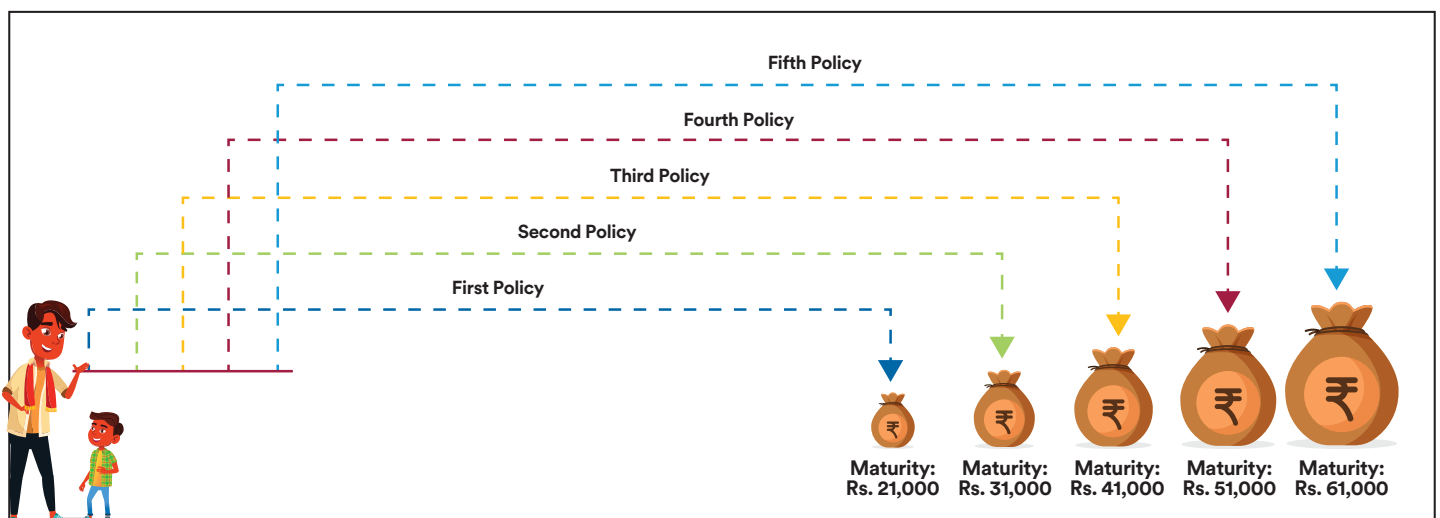 Fifth Policy
Fourth Policy
Third Policy
Second Policy
First Policy
₹ ₹ ₹ ₹ ₹
Maturity: Maturity: Maturity: Maturity: Maturity:
Rs. 21,000 Rs. 31,000 Rs. 41,000 Rs. 51,000 Rs. 61,000